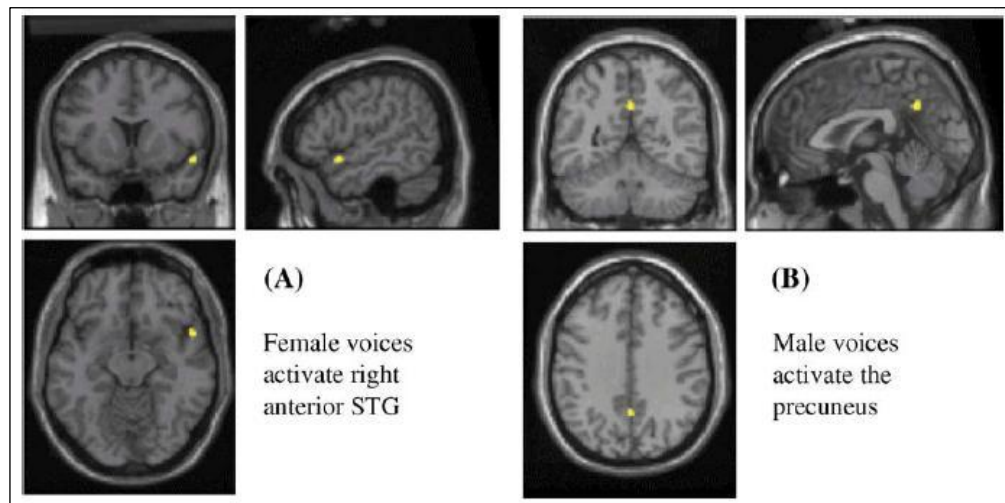 (A)
Female voices
activate right
anterior STG
(B)
Male voices
activate the
precuneus